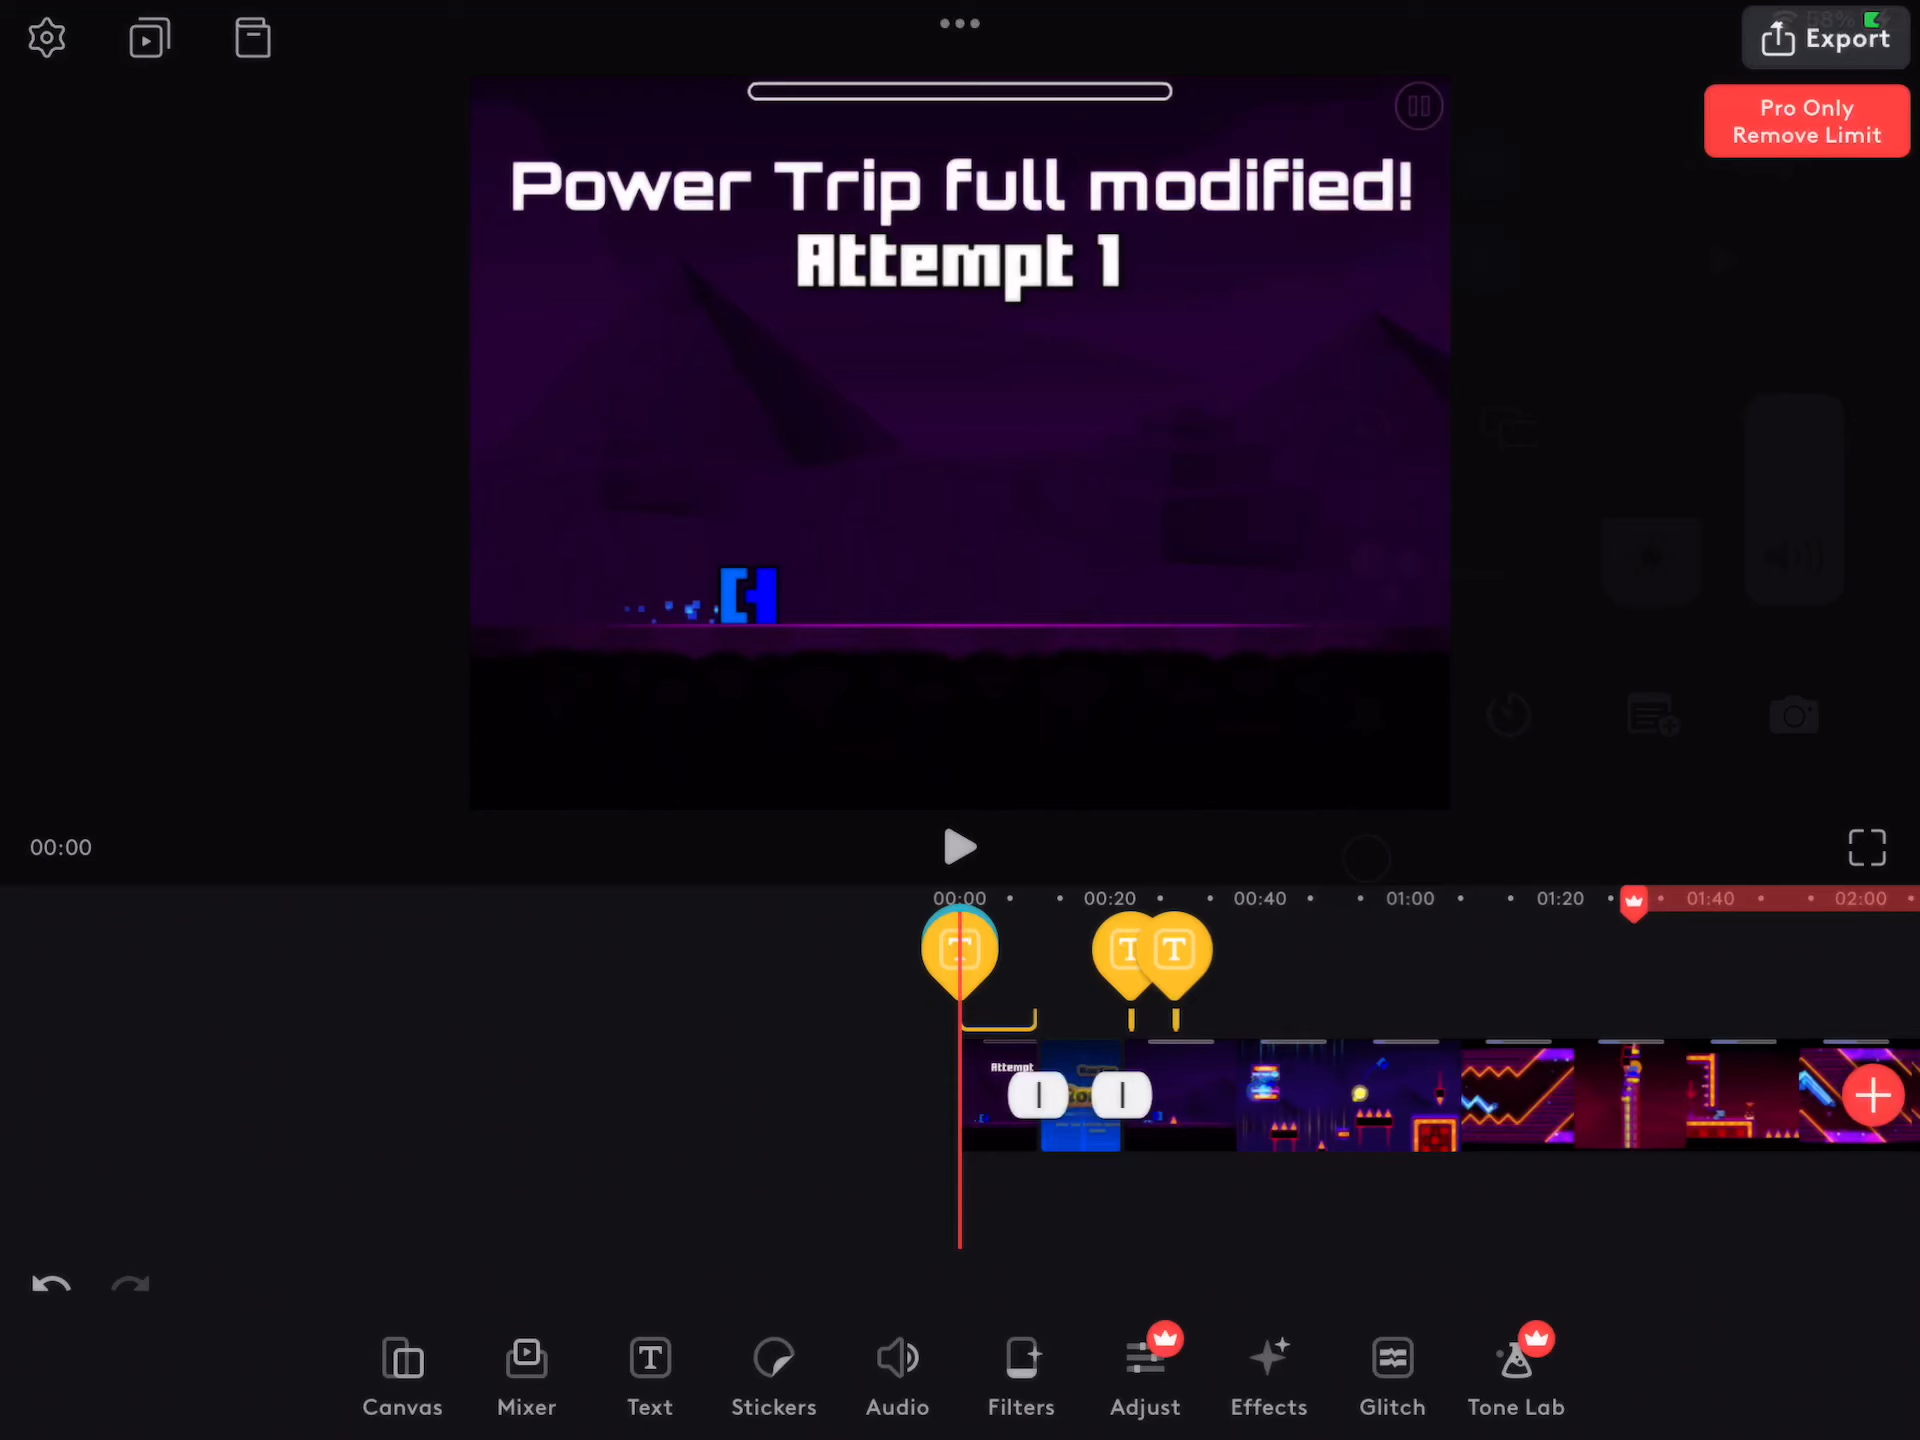 58%
Export
Pro Only
Remove Limit
Power Trip full modified!
Attempt 1
00:00
00:00 00:20 00:40 01:00 01:20 01:40 02:00
T T T
Attempt
Canvas Mixer Text Stickers Audio Filters Adjust Effects Glitch Tone Lab